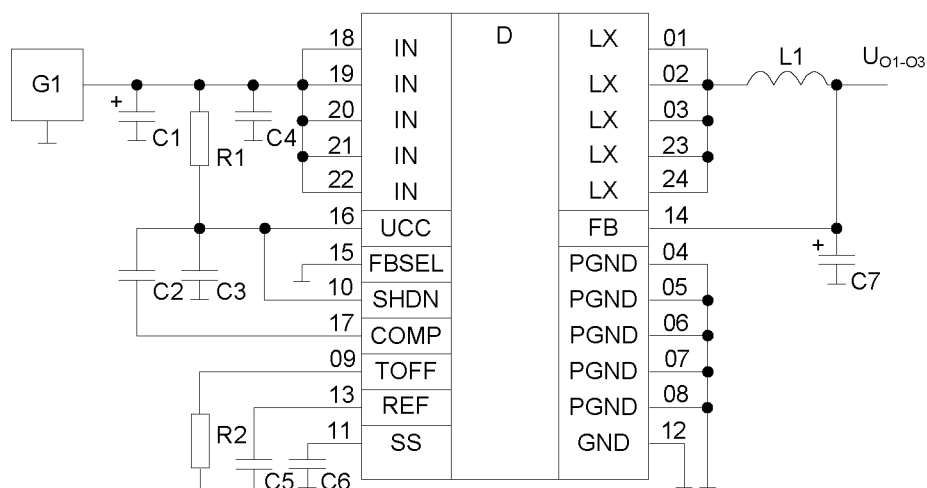 18 IN D LX 01
G1 19 IN LX 02 L1 U_O1-O3
+ C1 R1 C4 20 IN LX 03
21 IN LX 23
22 IN LX 24
16 UCC FB 14
15 FBSEL PGND 04 + C7
C2 C3 10 SHDN PGND 05
17 COMP PGND 06
09 TOFF PGND 07
13 REF PGND 08
R2 11 SS GND 12
C5 C6